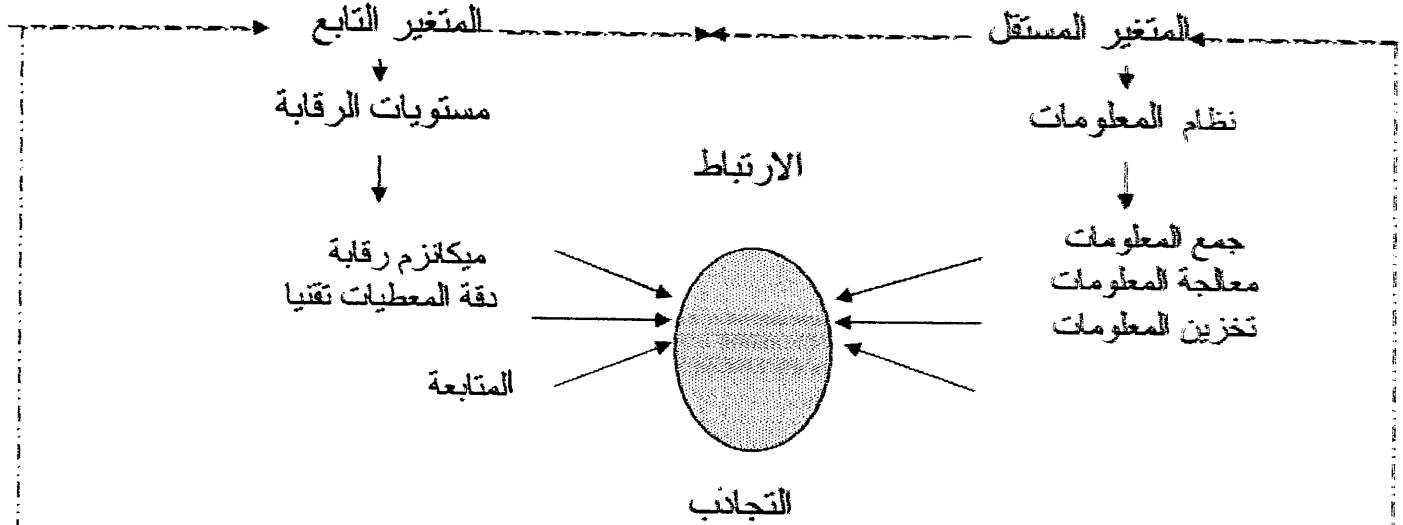 المتغير المستقل
المتغير التابع
نظام المعلومات
مستويات الرقابة
الارتباط
جمع المعلومات
معالجة المعلومات
تخزين المعلومات
ميكانزم رقابة
دقة المعطيات تقنيا
المتابعة
التجاذب